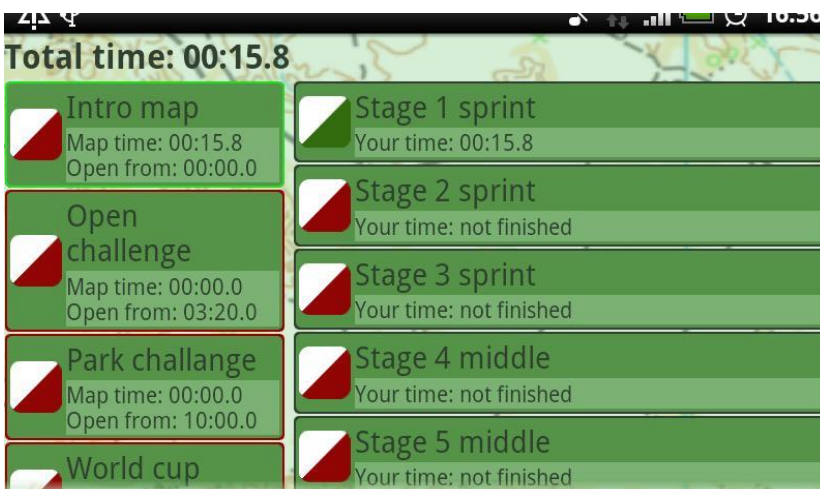 16:56
Total time: 00:15.8
Intro map
Map time: 00:15.8
Open from: 00:00.0
Open
challenge
Map time: 00:00.0
Open from: 03:20.0
Park challange
Map time: 00:00.0
Open from: 10:00.0
World cup
Stage 1 sprint
Your time: 00:15.8
Stage 2 sprint
Your time: not finished
Stage 3 sprint
Your time: not finished
Stage 4 middle
Your time: not finished
Stage 5 middle
Your time: not finished